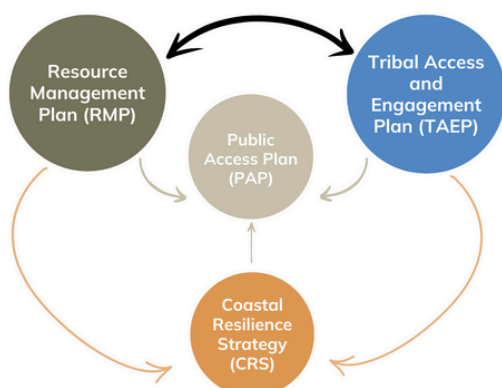 Resource
Management
Plan (RMP)
Tribal Access
and
Engagement
Plan (TAEP)
Public
Access Plan
(PAP)
Coastal
Resilience
Strategy
(CRS)